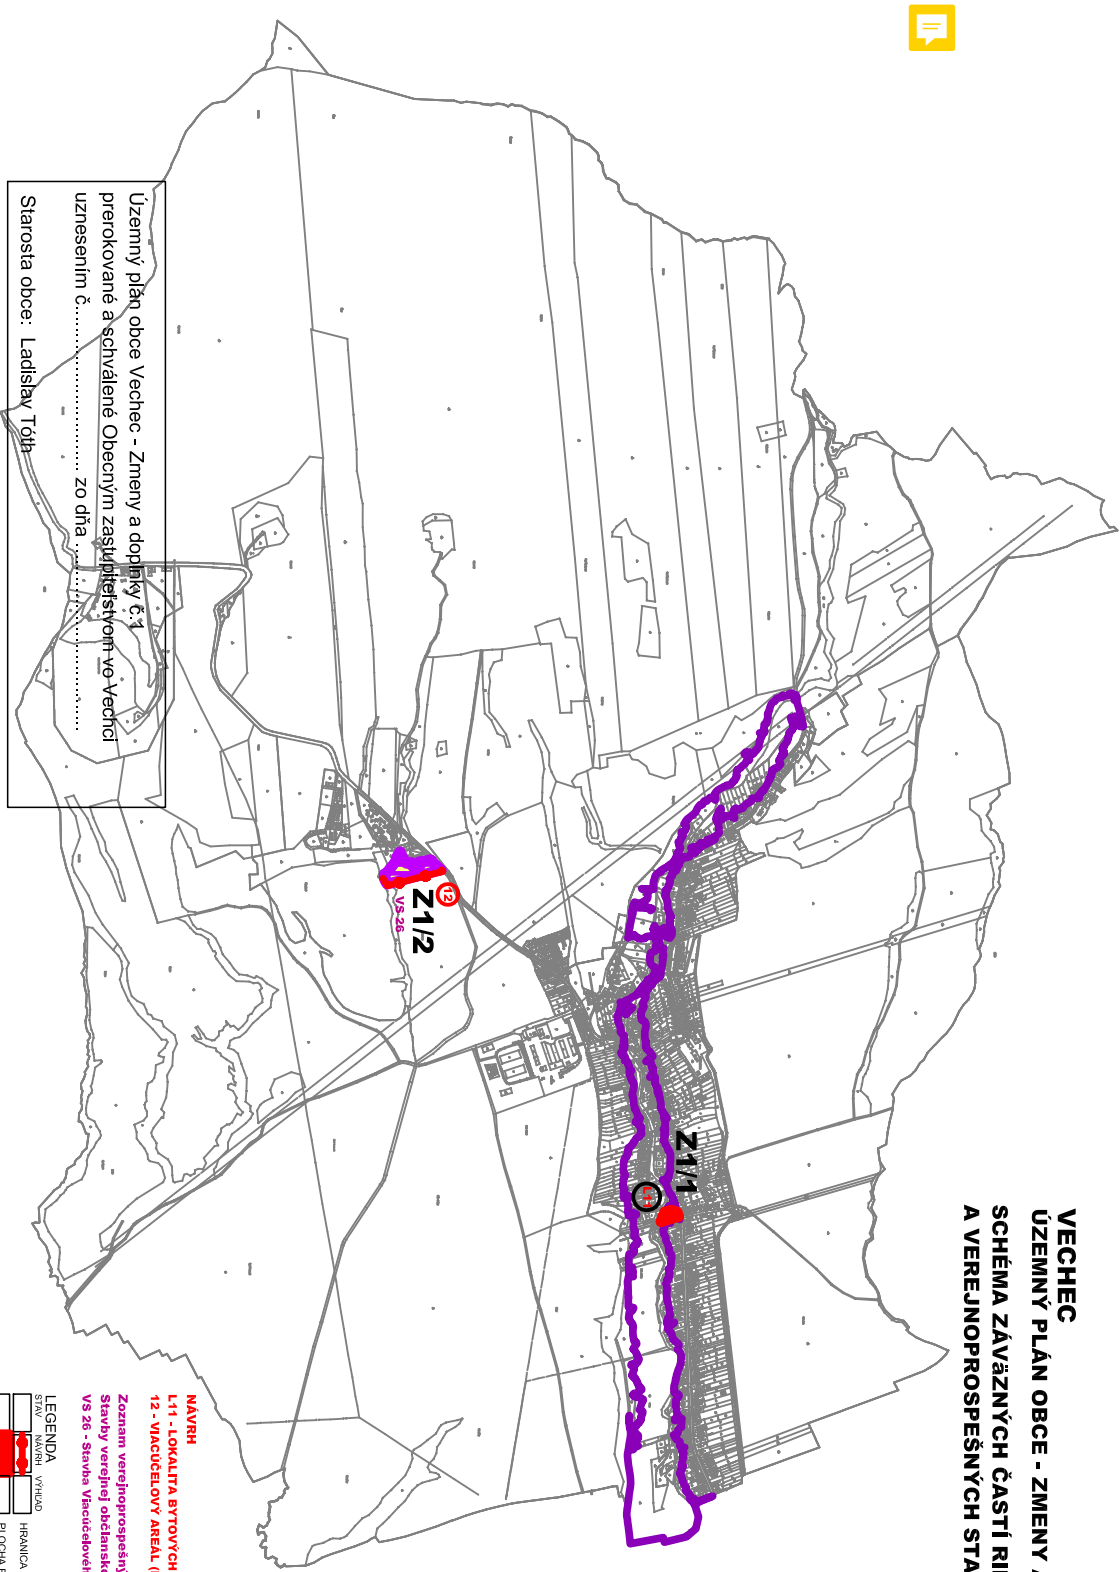 VECHEC
ÚZEMNÝ PLÁN OBCE - ZMENY A
SCHÉMA ZÁVÄZNÝCH ČASTÍ RI
A VEREJNOPROSPEŠNÝCH STA
Územný plán obce Vechec - Zmeny a doplnky č.1
prerokované a schválené Obecným zastupiteľstvom vo Vechci
uznesením č............................... zo dňa ...............................
Starosta obce: Ladislav Tóth
Z1/1
L11
Z1/2
12
VS 26
NÁVRH
L11 - LOKALITA BYTOVÝCH
12 - VIACÚČELOVÝ AREÁL (
Zoznam verejnoprospešný
Stavby verejnej občiansk
VS 26 - Stavba Viacúčelovéh
LEGENDA
STAV NÁVRH VÝHĽAD
HRANICA
PLOCHA